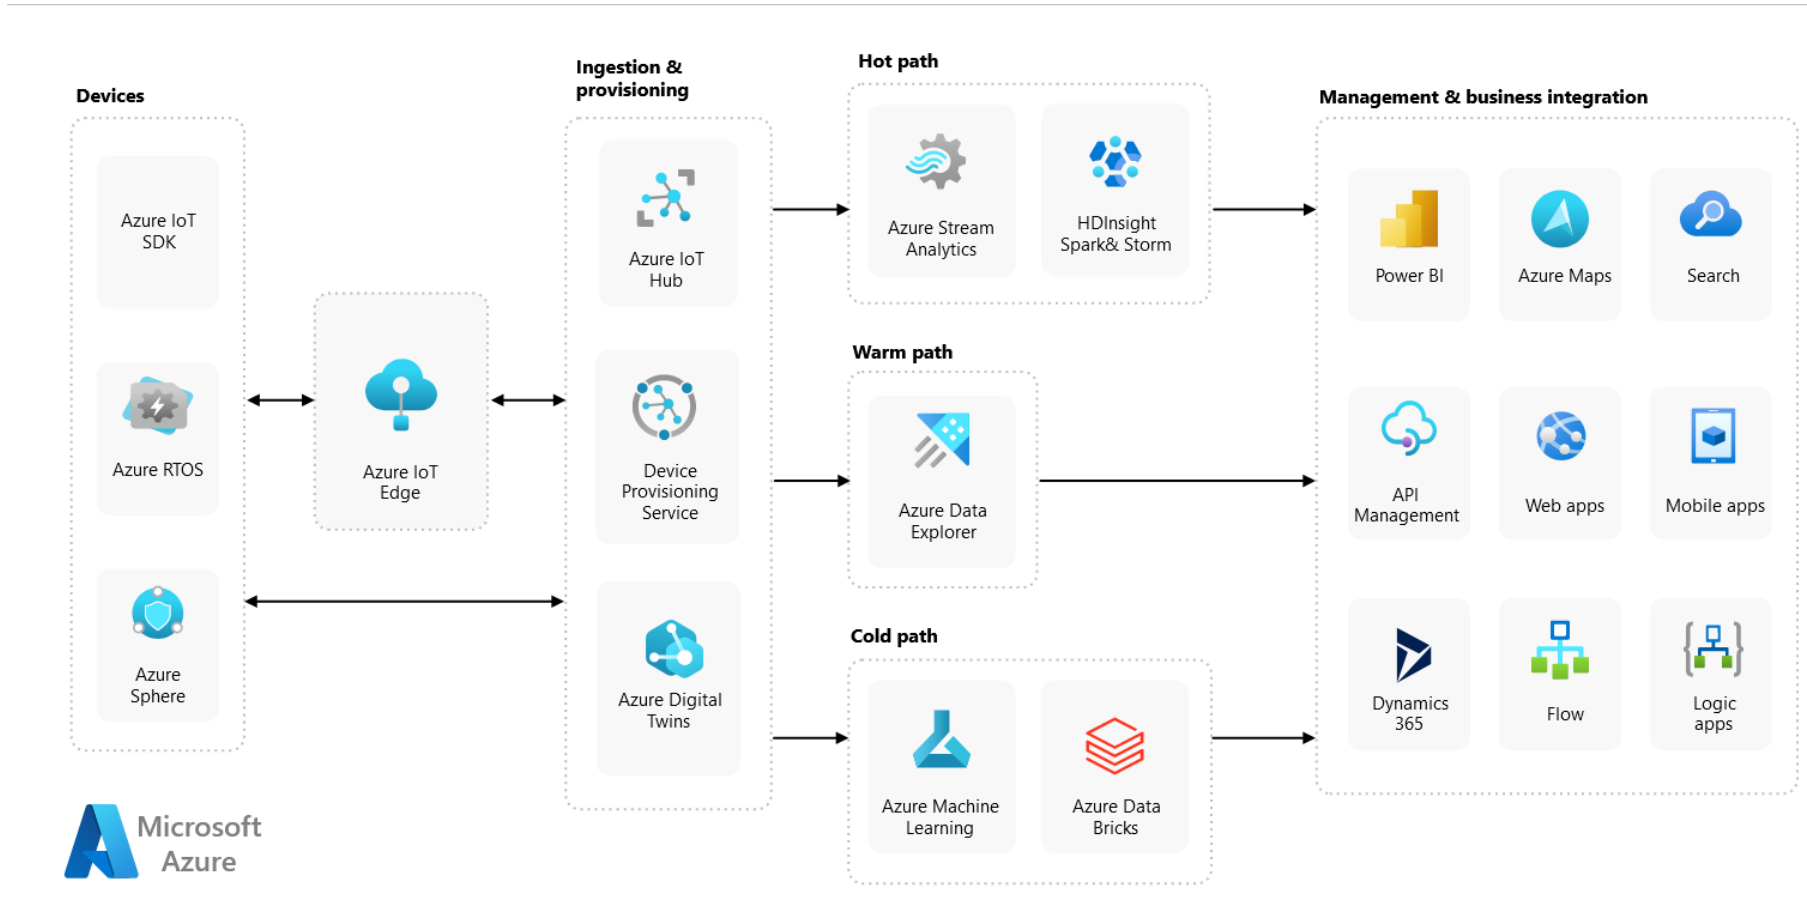 Devices
Azure IoT
SDK
Azure RTOS
Azure
Sphere
Azure IoT
Edge
Ingestion &
provisioning
Azure IoT
Hub
Device
Provisioning
Service
Azure Digital
Twins
Hot path
Azure Stream
Analytics
HDInsight
Spark& Storm
Warm path
Azure Data
Explorer
Cold path
Azure Machine
Learning
Azure Data
Bricks
Management & business integration
Power BI
Azure Maps
Search
API
Management
Web apps
Mobile apps
Dynamics
365
Flow
Logic
apps
Microsoft
Azure